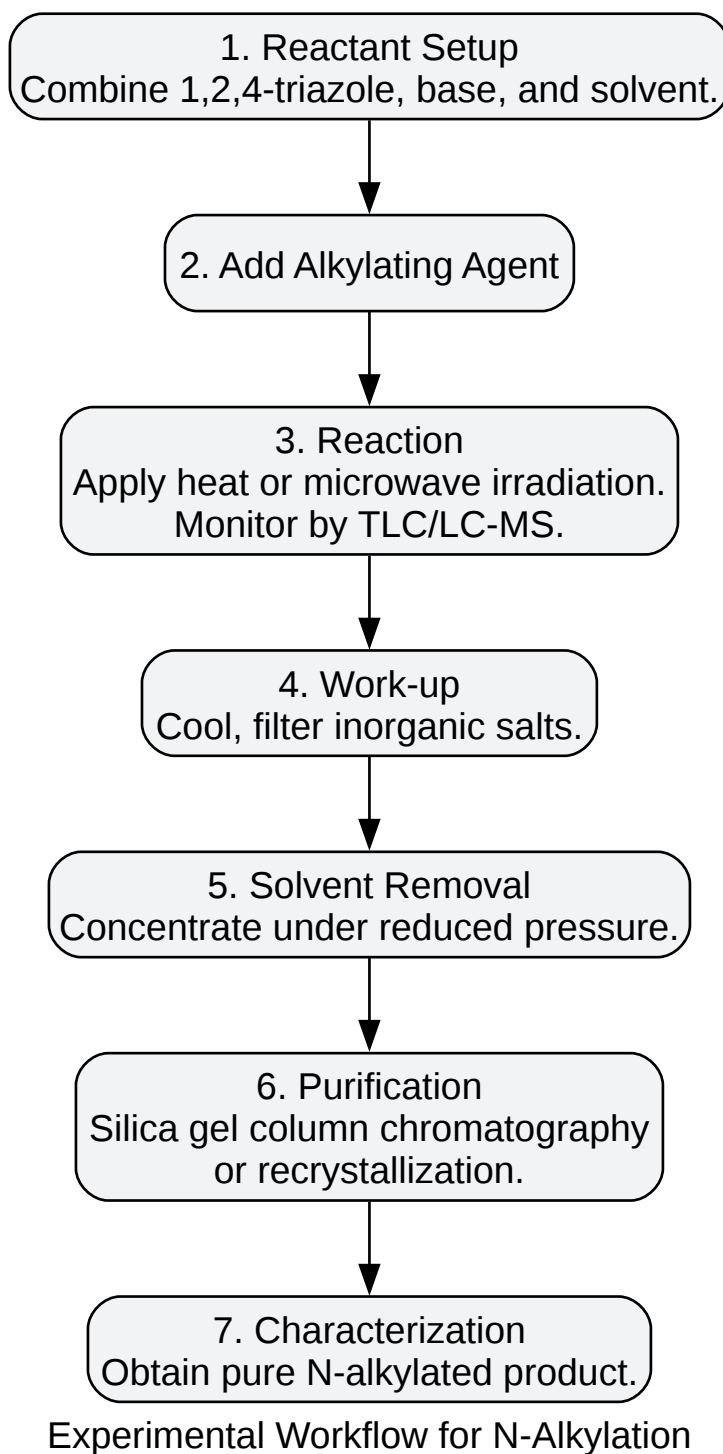 1. Reactant Setup
Combine 1,2,4-triazole, base, and solvent.
2. Add Alkylating Agent
3. Reaction
Apply heat or microwave irradiation.
Monitor by TLC/LC-MS.
4. Work-up
Cool, filter inorganic salts.
5. Solvent Removal
Concentrate under reduced pressure.
6. Purification
Silica gel column chromatography
or recrystallization.
7. Characterization
Obtain pure N-alkylated product.
Experimental Workflow for N-Alkylation